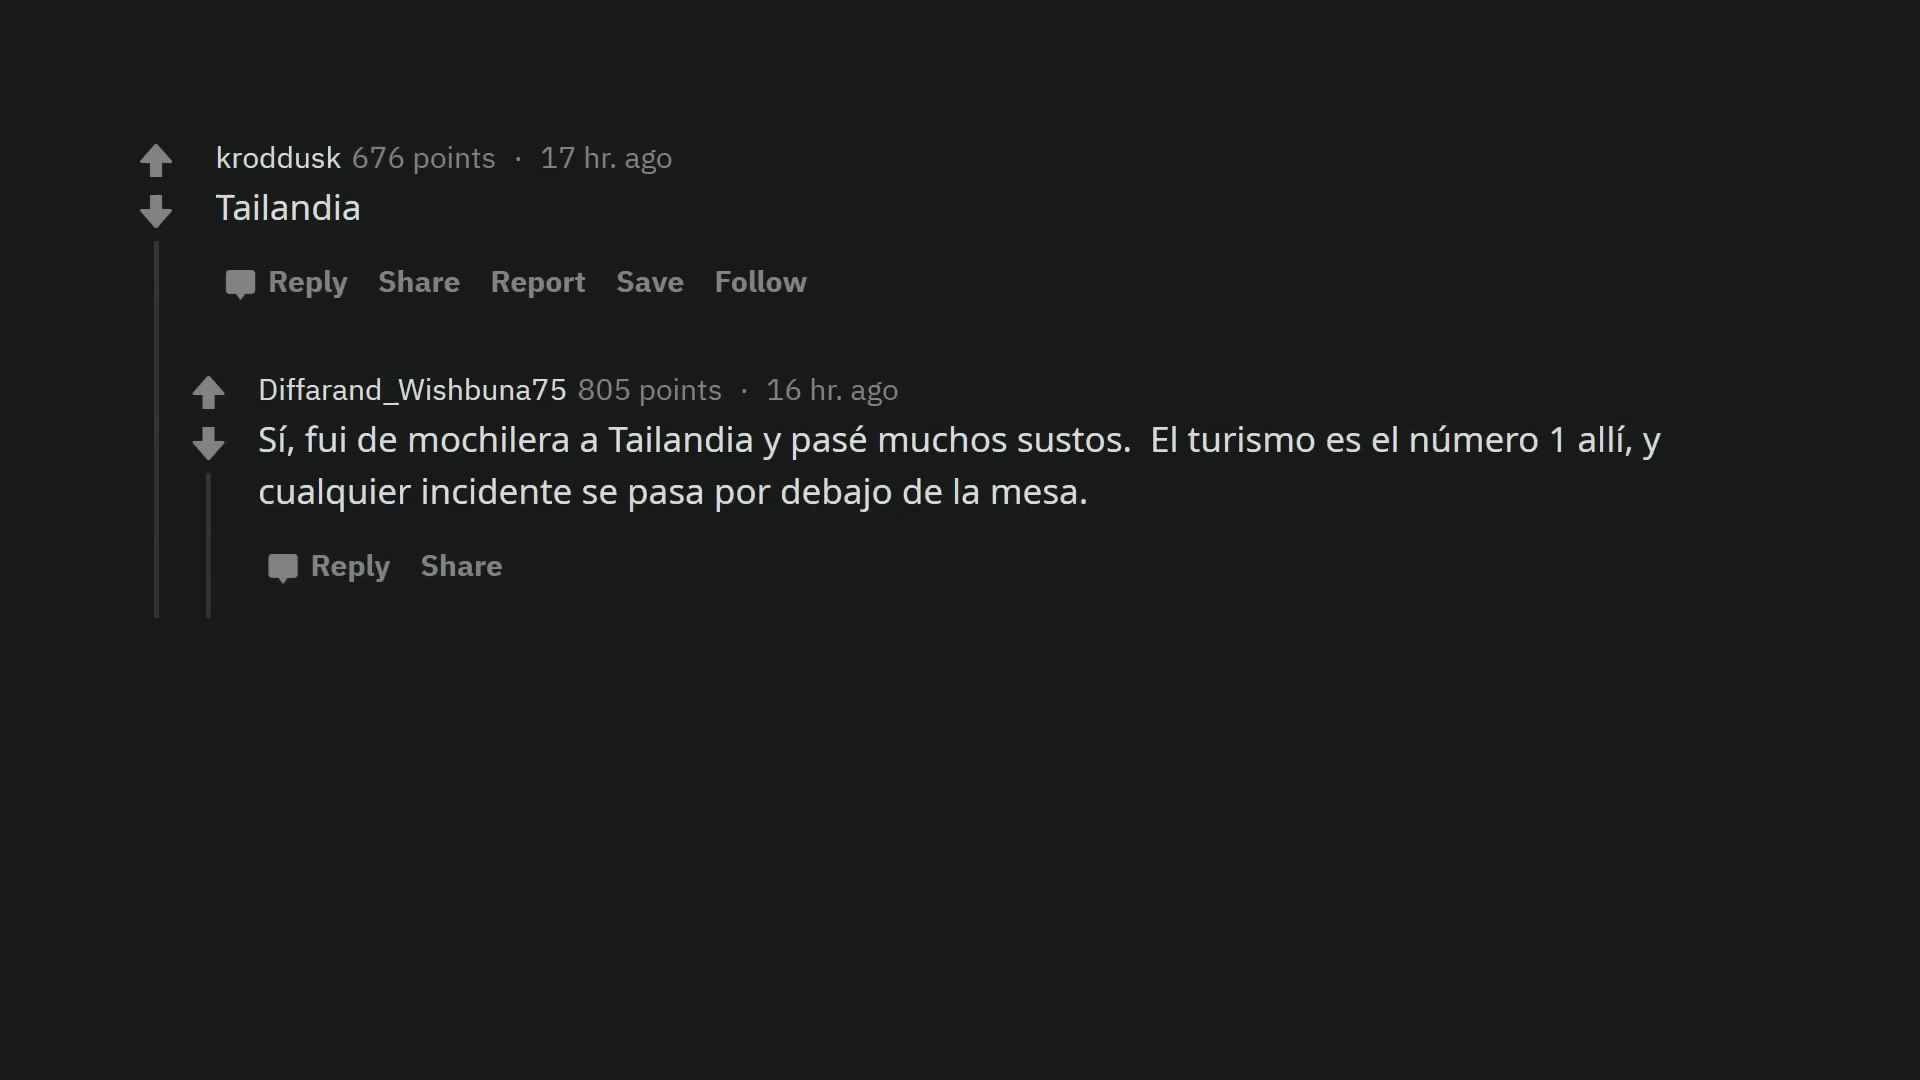 kroddusk 676 points · 17 hr. ago
Tailandia
Reply Share Report Save Follow
Diffarand_Wishbuna75 805 points · 16 hr. ago
Sí, fui de mochilera a Tailandia y pasé muchos sustos.  El turismo es el número 1 allí, y
cualquier incidente se pasa por debajo de la mesa.
Reply Share